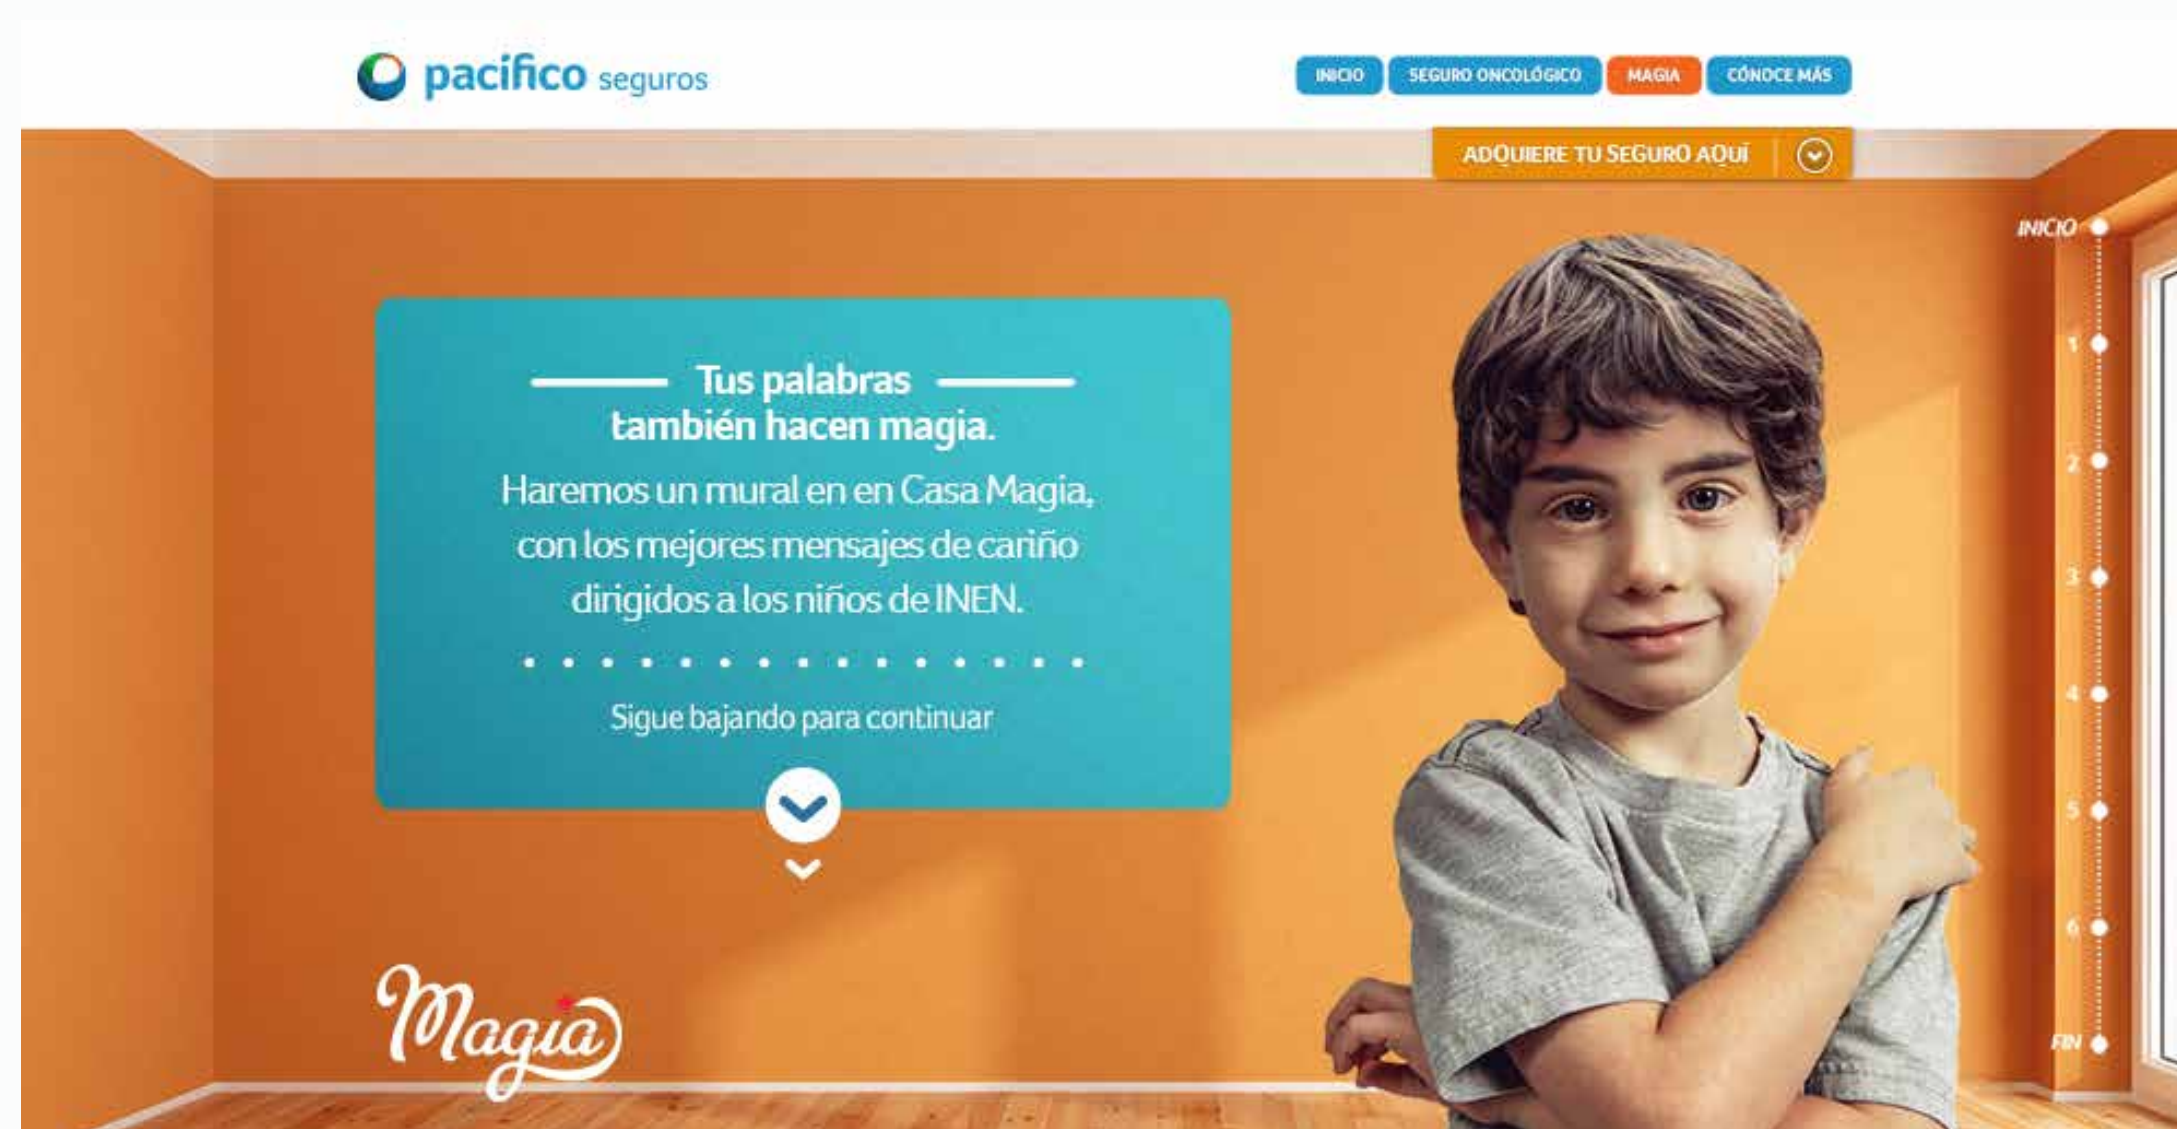 pacifico seguros
INICIO
SEGURO ONCOLÓGICO
MAGIA
CÓNOCE MÁS
ADQUIERE TU SEGURO AQUÍ
INICIO
1
2
3
4
5
6
FIN
Tus palabras
también hacen magia.
Haremos un mural en en Casa Magia,
con los mejores mensajes de cariño
dirigidos a los niños de INEN.
Sigue bajando para continuar
Magia